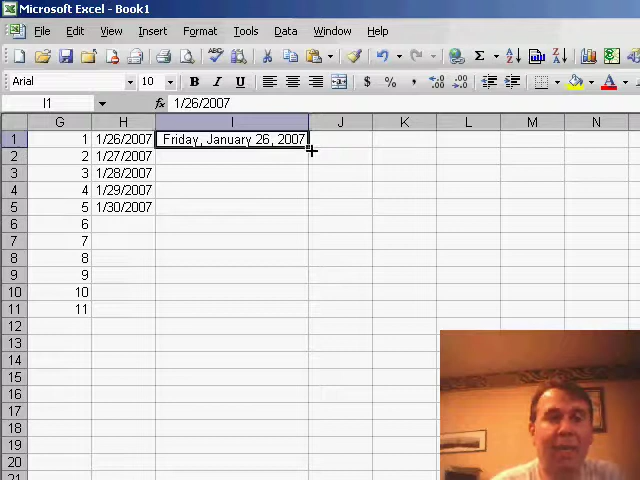 Microsoft Excel - Book1
File Edit View Insert Format Tools Data Window Help
Arial 10 B I U $ % ,
I1 fx 1/26/2007
G H I J K L M N
1 1 1/26/2007 Friday, January 26, 2007
2 2 1/27/2007
3 3 1/28/2007
4 4 1/29/2007
5 5 1/30/2007
6 6
7 7
8 8
9 9
10 10
11 11
12
13
14
15
16
17
18
19
20
21